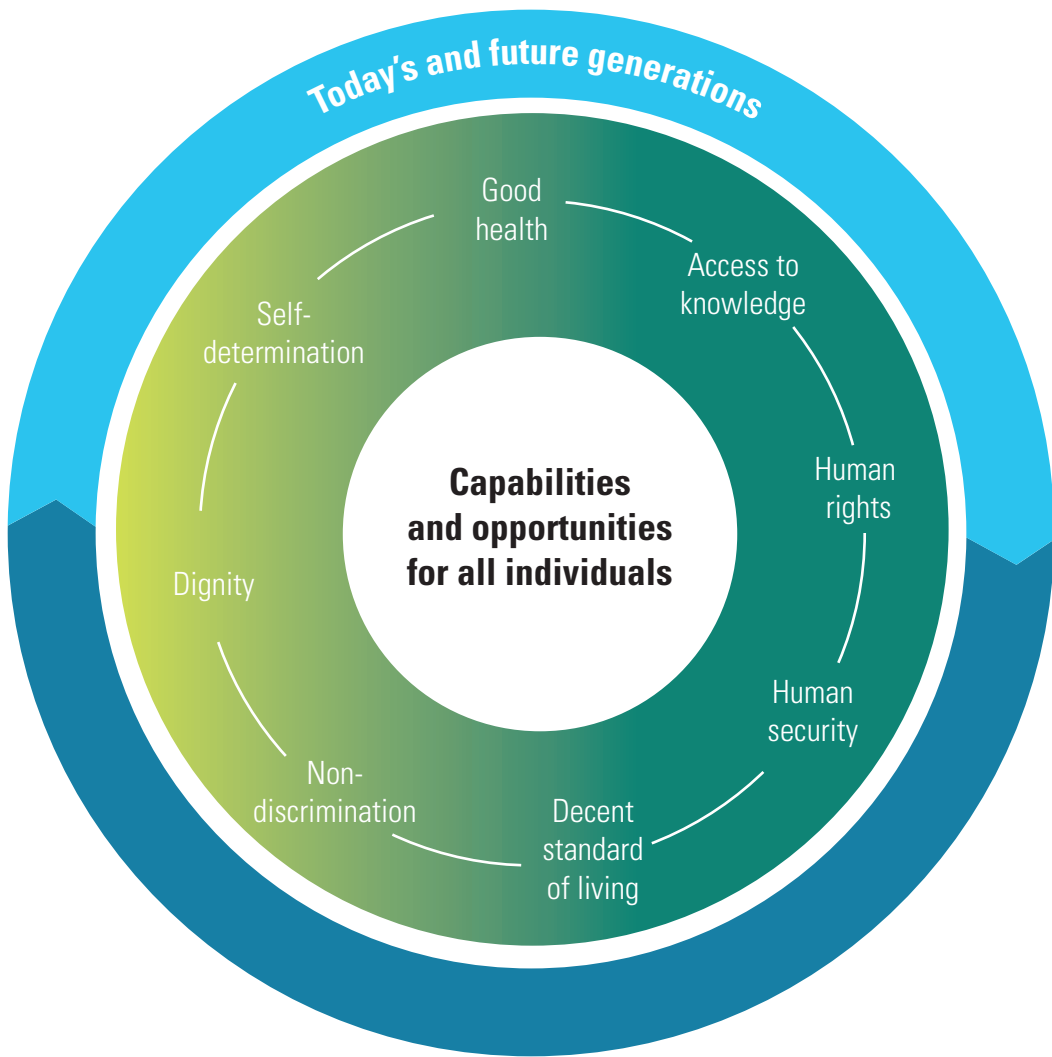 Today's and future generations
Good
health
Access to
knowledge
Human
rights
Human
security
Decent
standard
of living
Non-
discrimination
Dignity
Self-
determination
Capabilities
and opportunities
for all individuals